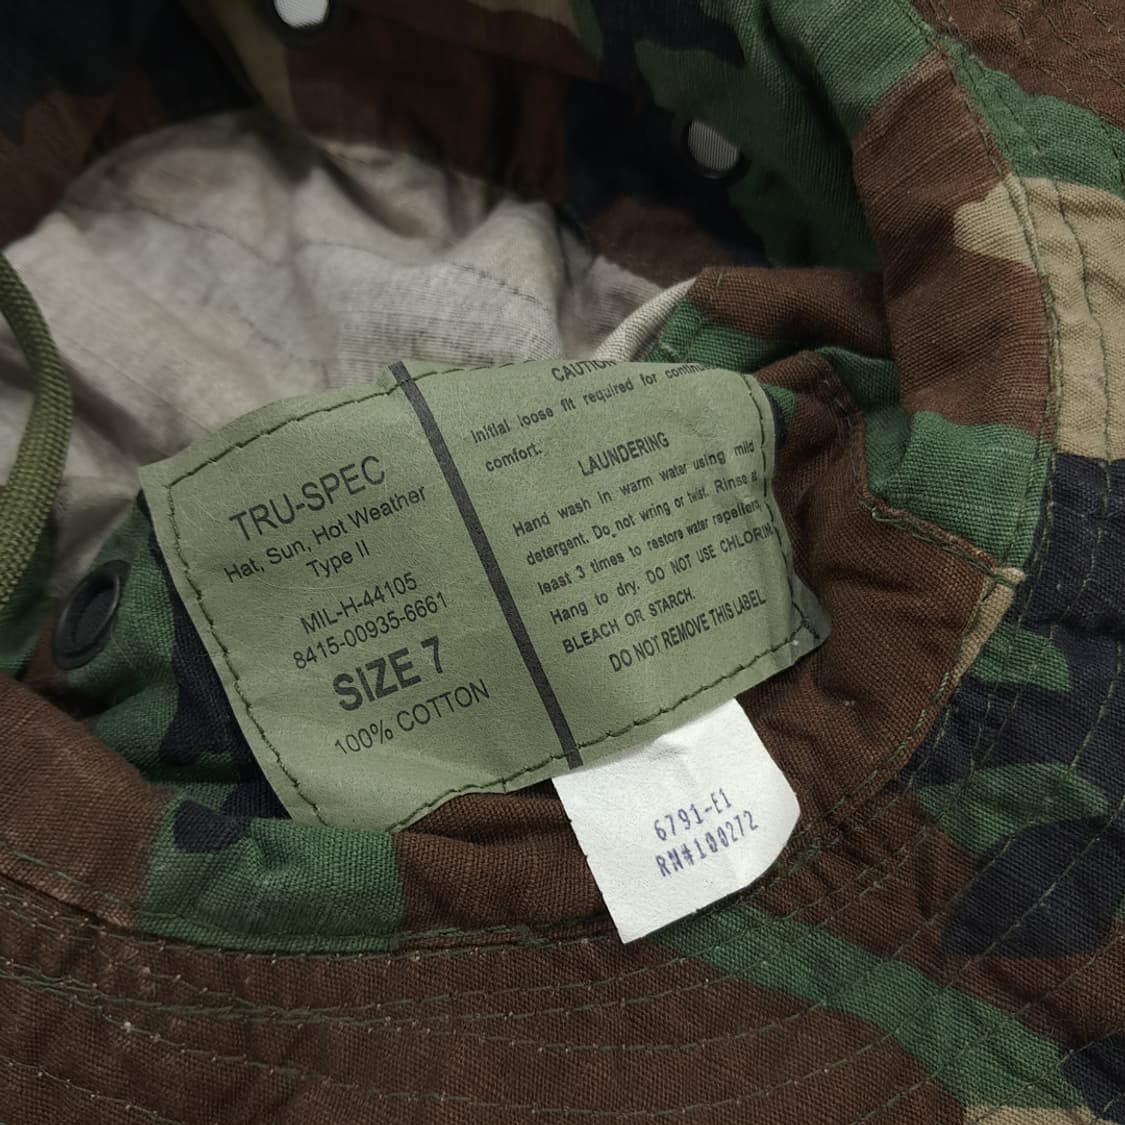 TRU-SPEC
Hat, Sun, Hot Weather
Type II
MIL-H-44105
8415-00935-6661
SIZE 7
100% COTTON
CAUTION
Initial loose fit required for
comfort.
LAUNDERING
Hand wash in warm water using mild
detergent. Do not wring or twist. Rinse at
least 3 times to restore water repellency.
Hang to dry. DO NOT USE CHLORIN
BLEACH OR STARCH.
DO NOT REMOVE THIS LABEL
6791-E1
RN#100272